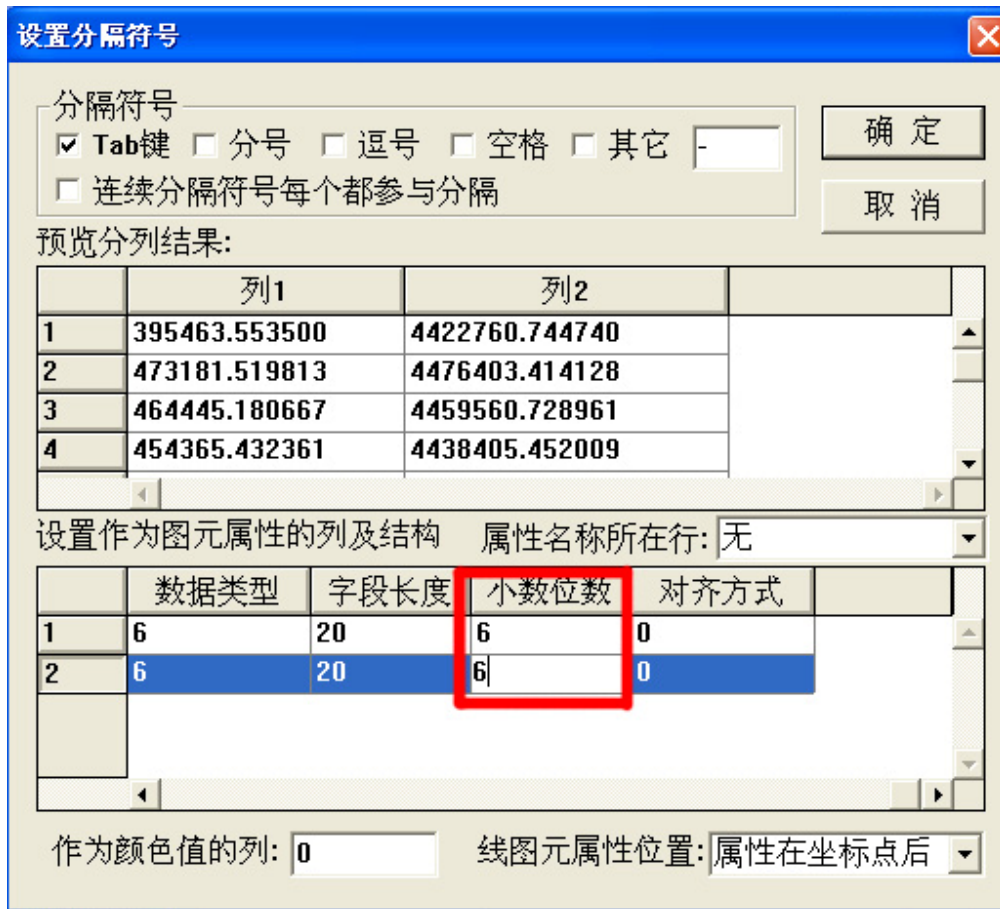 设置分隔符号
分隔符号
Tab键 分号 逗号 空格 其它 -
连续分隔符号每个都参与分隔
确 定
取 消
预览分列结果:
列1 列2
1 395463.553500 4422760.744740
2 473181.519813 4476403.414128
3 464445.180667 4459560.728961
4 454365.432361 4438405.452009
设置作为图元属性的列及结构 属性名称所在行: 无
数据类型 字段长度 小数位数 对齐方式
1 6 20 6 0
2 6 20 6 0
作为颜色值的列: 0 线图元属性位置: 属性在坐标点后